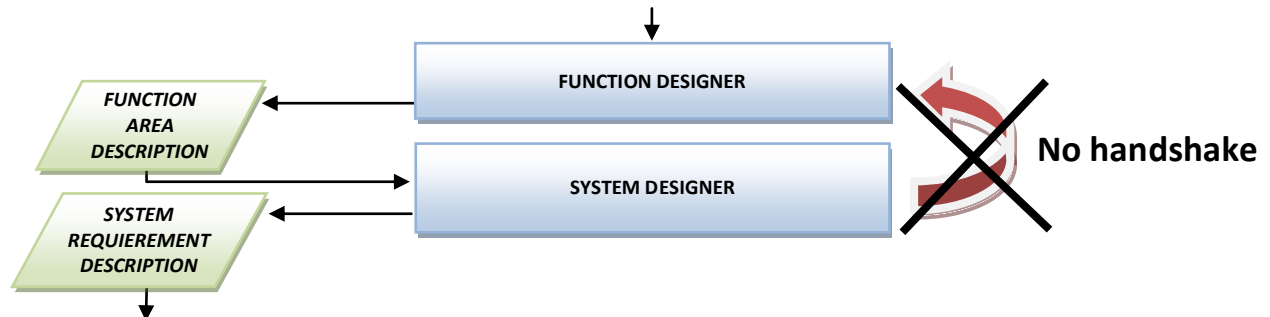 FUNCTION DESIGNER
FUNCTION
AREA
DESCRIPTION
No handshake
SYSTEM DESIGNER
SYSTEM
REQUIEREMENT
DESCRIPTION